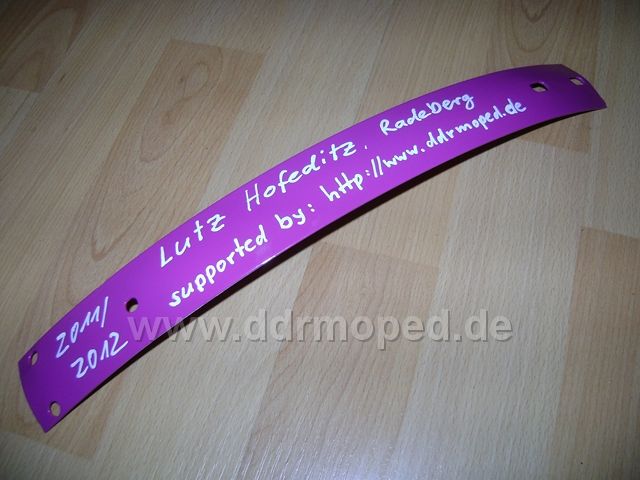 Lutz Hofeditz, Radeberg
supported by: http://www.ddrmoped.de
2011/
2012
www.ddrmoped.de